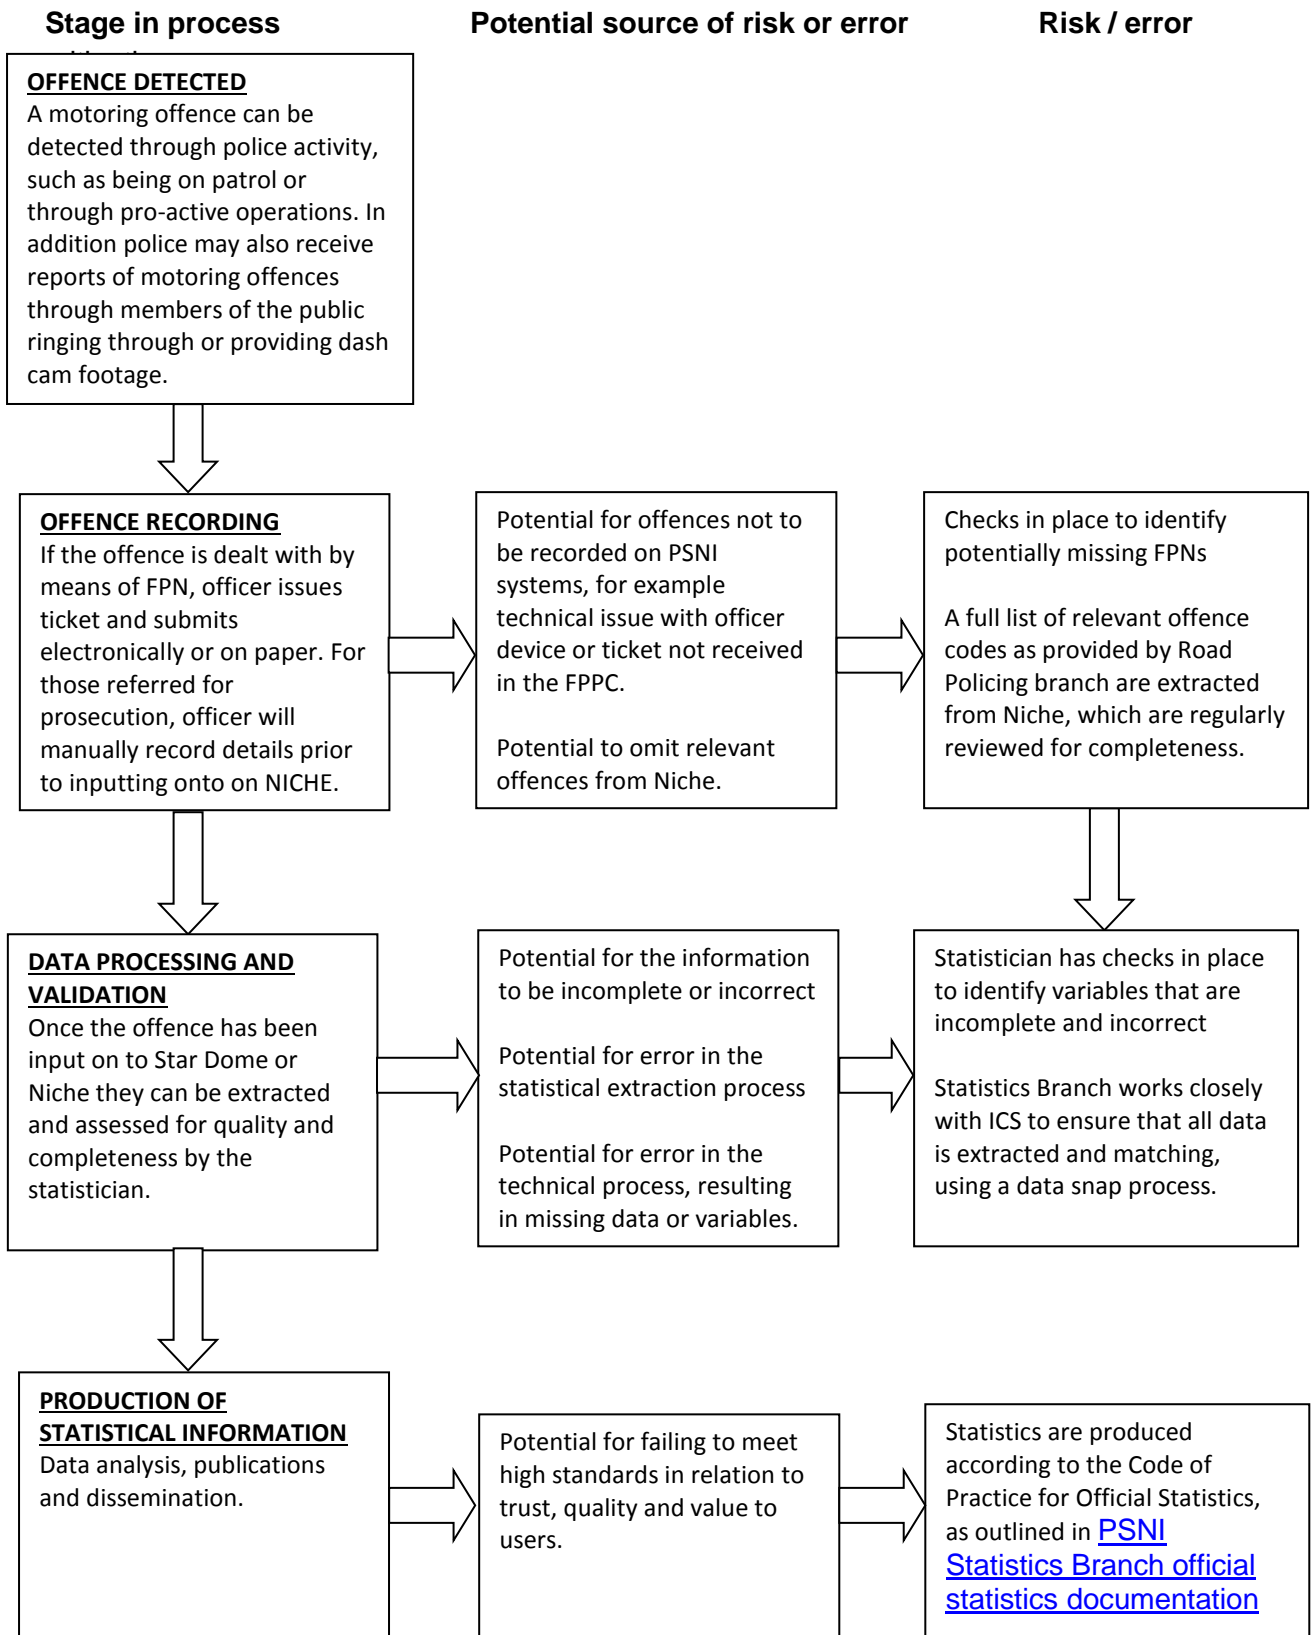 Stage in process
Potential source of risk or error
Risk / error
OFFENCE DETECTED
A motoring offence can be
detected through police activity,
such as being on patrol or
through pro-active operations. In
addition police may also receive
reports of motoring offences
through members of the public
ringing through or providing dash
cam footage.
OFFENCE RECORDING
If the offence is dealt with by
means of FPN, officer issues
ticket and submits
electronically or on paper. For
those referred for
prosecution, officer will
manually record details prior
to inputting onto on NICHE.
Potential for offences not to
be recorded on PSNI
systems, for example
technical issue with officer
device or ticket not received
in the FPPC.
Potential to omit relevant
offences from Niche.
Checks in place to identify
potentially missing FPNs
A full list of relevant offence
codes as provided by Road
Policing branch are extracted
from Niche, which are regularly
reviewed for completeness.
DATA PROCESSING AND
VALIDATION
Once the offence has been
input on to Star Dome or
Niche they can be extracted
and assessed for quality and
completeness by the
statistician.
Potential for the information
to be incomplete or incorrect
Potential for error in the
statistical extraction process
Potential for error in the
technical process, resulting
in missing data or variables.
Statistician has checks in place
to identify variables that are
incomplete and incorrect
Statistics Branch works closely
with ICS to ensure that all data
is extracted and matching,
using a data snap process.
PRODUCTION OF
STATISTICAL INFORMATION
Data analysis, publications
and dissemination.
Potential for failing to meet
high standards in relation to
trust, quality and value to
users.
Statistics are produced
according to the Code of
Practice for Official Statistics,
as outlined in PSNI
Statistics Branch official
statistics documentation